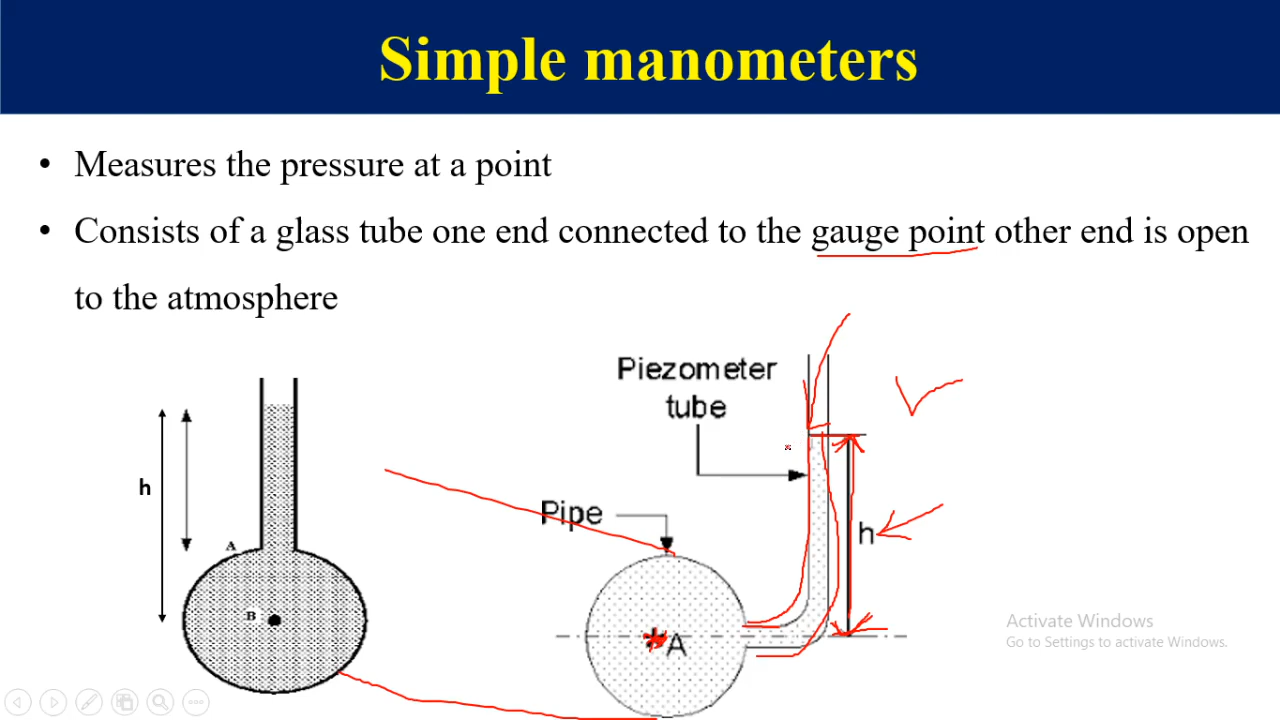 Simple manometers
• Measures the pressure at a point
• Consists of a glass tube one end connected to the gauge point other end is open
to the atmosphere
Piezometer
tube
h
Pipe
h
A
B
A
Activate Windows
Go to Settings to activate Windows.